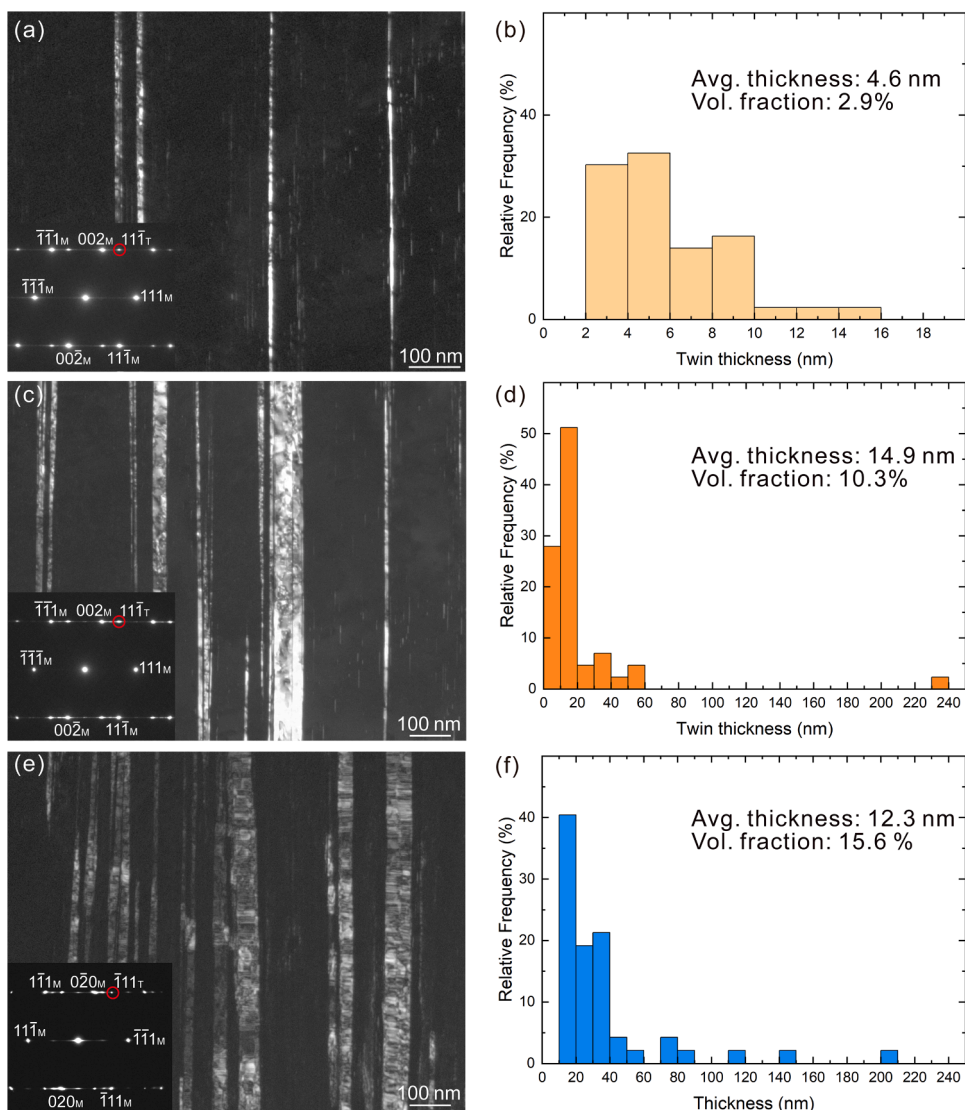 (a)
1̅1̅1M 002M 111̅T
1̅1̅1̅M 111M
002̅M 111̅M
100 nm
(b)
Relative Frequency (%)
40
20
0
Avg. thickness: 4.6 nm
Vol. fraction: 2.9%
0 2 4 6 8 10 12 14 16 18
Twin thickness (nm)
(c)
1̅1̅1M 002M 111̅T
1̅1̅1̅M 111M
002̅M 111̅M
100 nm
(d)
Relative Frequency (%)
50
40
30
20
10
0
Avg. thickness: 14.9 nm
Vol. fraction: 10.3%
0 20 40 60 80 100 120 140 160 180 200 220 240
Twin thickness (nm)
(e)
11̅1M 02̅0M 1̅11T
111̅M 1̅1̅1M
020M 1̅11M
100 nm
(f)
Relative Frequency (%)
40
20
0
Avg. thickness: 12.3 nm
Vol. fraction: 15.6 %
0 20 40 60 80 100 120 140 160 180 200 220 240
Thickness (nm)